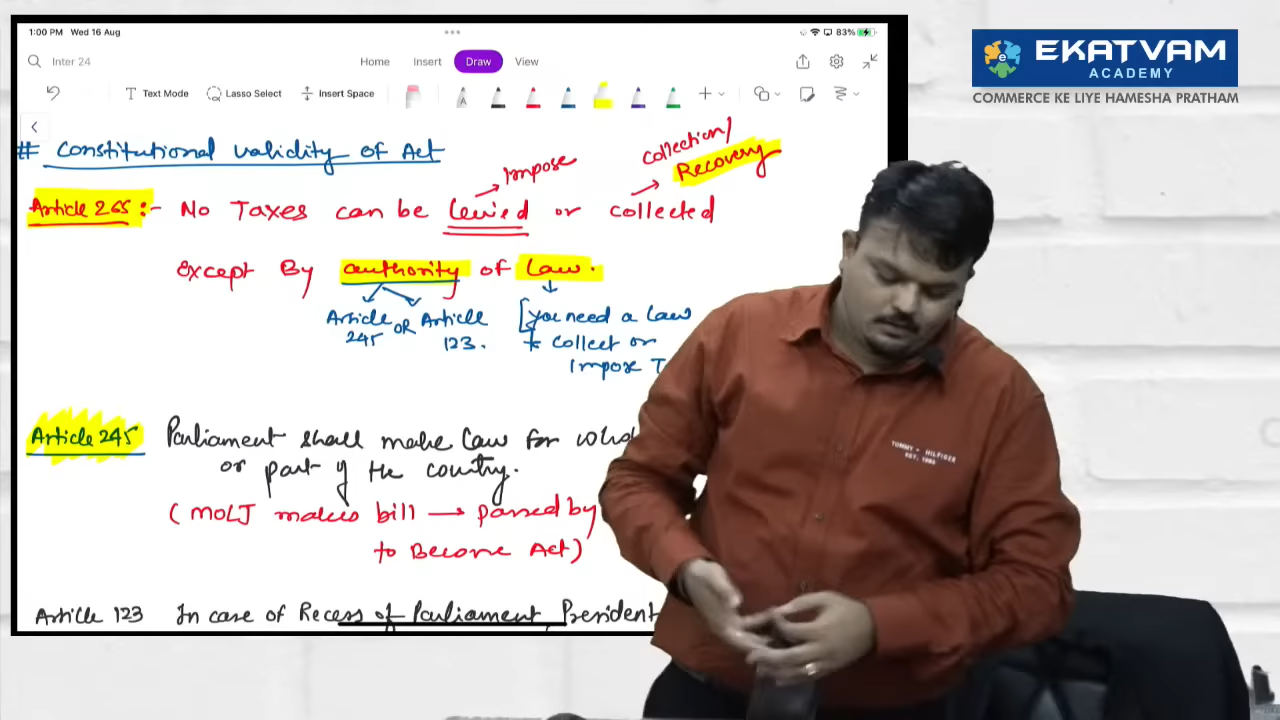 1:00 PM Wed 16 Aug
83%
Inter 24
Home Insert Draw View
Text Mode Lasso Select Insert Space
EKATVAM
ACADEMY
COMMERCE KE LIYE HAMESHA PRATHAM
# Constitutional validity of Act
Impose
Collection/
Recovery
Article 265 :- No Taxes can be levied or collected
Except By authority of Law.
Article 245 OR Article 123.
[you need a law
to collect or
Impose T
Article 245 Parliament shall make law for
or part of the country.
(MOLJ makes bill → passed by
to Become Act)
Article 123 In case of Recess of Parliament, President
TOMMY HILFIGER
EST. 1985